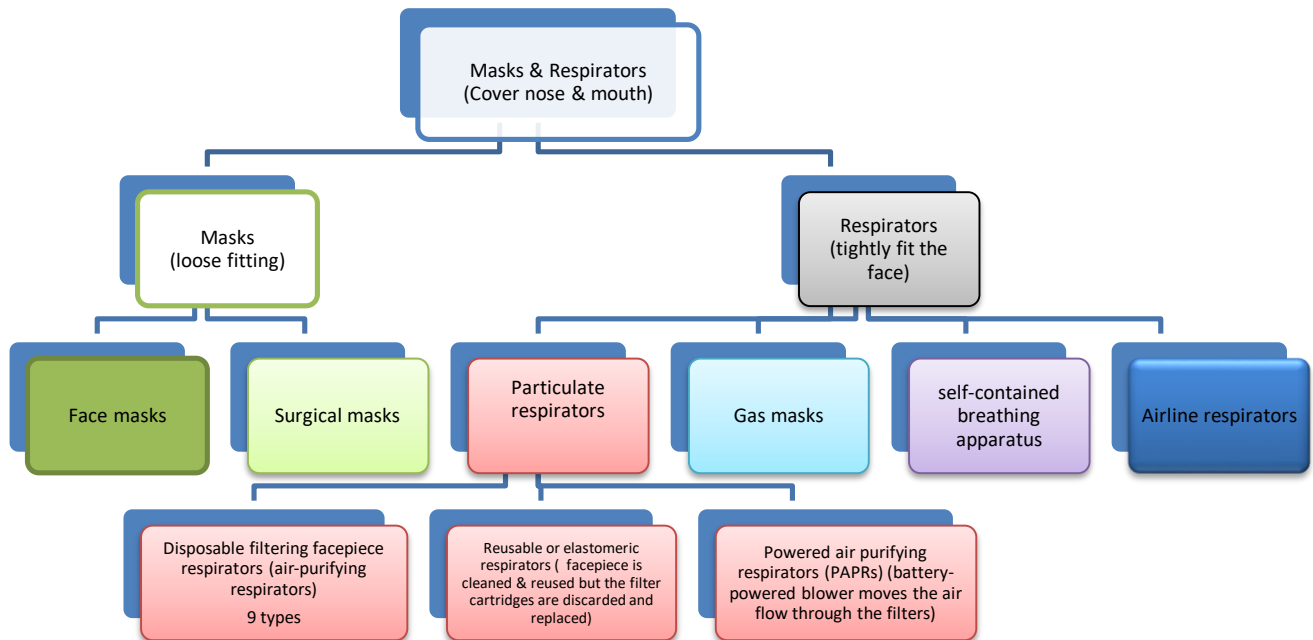 Masks & Respirators
(Cover nose & mouth)
Masks
(loose fitting)
Respirators
(tightly fit the
face)
Face masks
Surgical masks
Particulate
respirators
Gas masks
self-contained
breathing
apparatus
Airline respirators
Disposable filtering facepiece
respirators (air-purifying
respirators)
9 types
Reusable or elastomeric
respirators ( facepiece is
cleaned & reused but the filter
cartridges are discarded and
replaced)
Powered air purifying
respirators (PAPRs) (battery-
powered blower moves the air
flow through the filters)